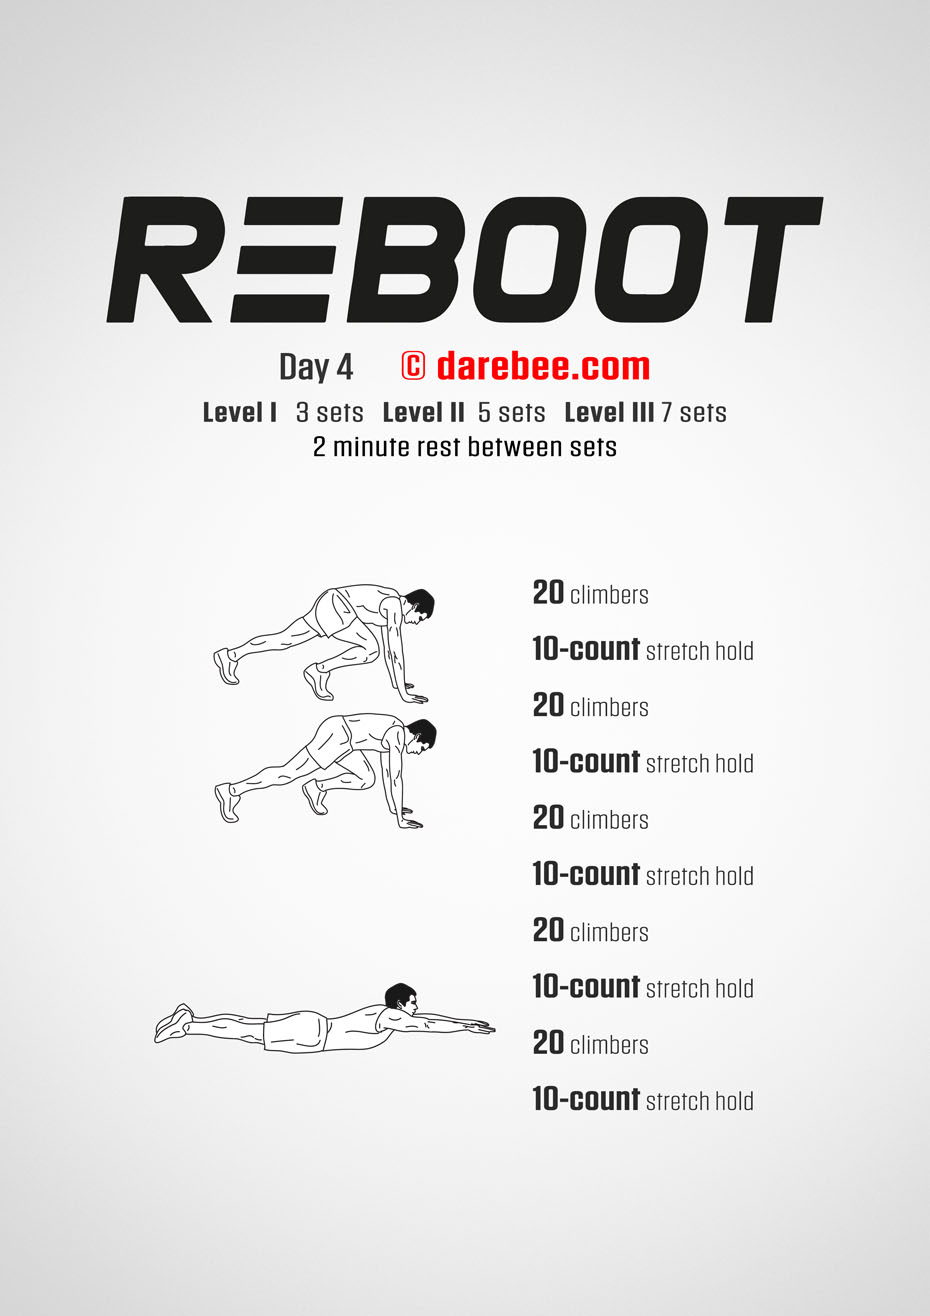 REBOOT
Day 4 © darebee.com
Level I 3 sets Level II 5 sets Level III 7 sets
2 minute rest between sets
20 climbers
10-count stretch hold
20 climbers
10-count stretch hold
20 climbers
10-count stretch hold
20 climbers
10-count stretch hold
20 climbers
10-count stretch hold